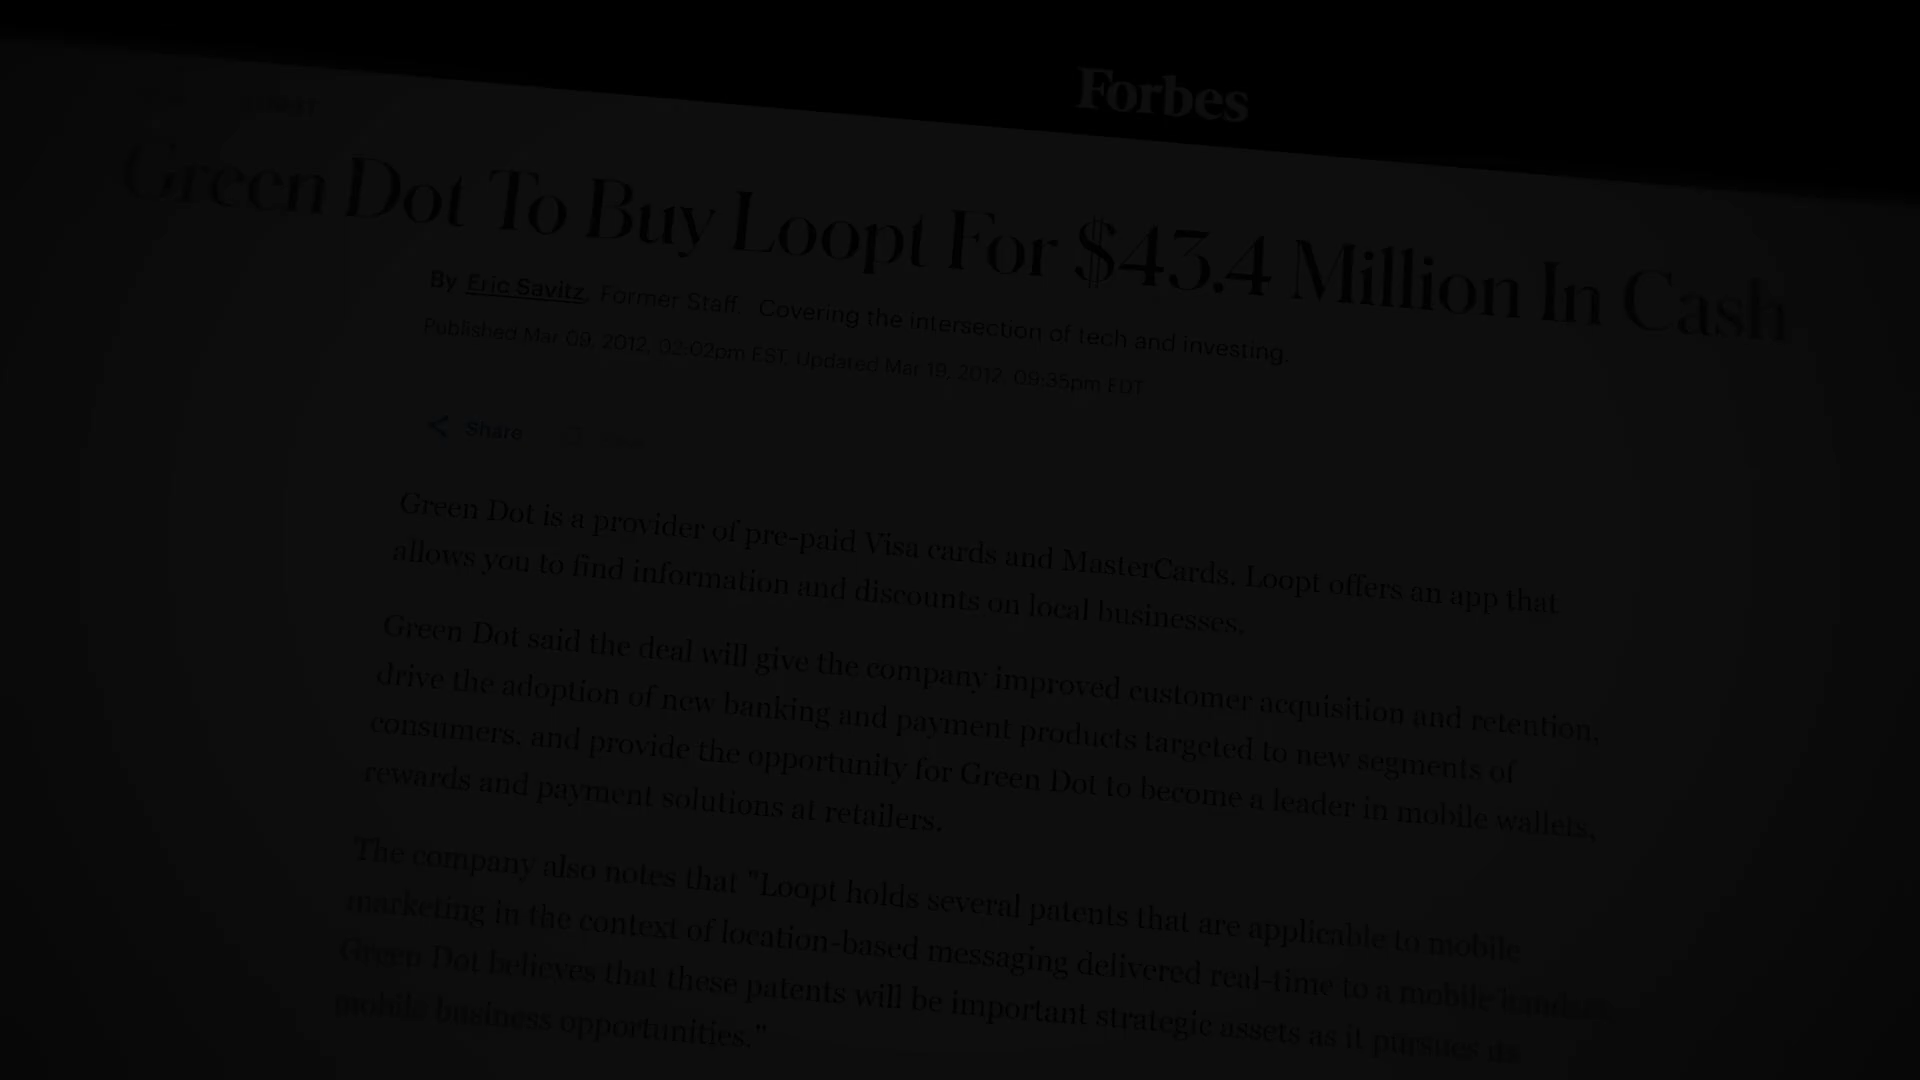 Forbes
Green Dot To Buy Loopt For $43.4 Million In Cash
By Eric Savitz, Former Staff. Covering the intersection of tech and investing.
Published Mar 09, 2012, 02:02pm EST, Updated Mar 19, 2012, 09:35pm EDT
Share
Green Dot is a provider of pre-paid Visa cards and MasterCards. Loopt offers an app that
allows you to find information and discounts on local businesses.
Green Dot said the deal will give the company improved customer acquisition and retention,
drive the adoption of new banking and payment products targeted to new segments of
consumers, and provide the opportunity for Green Dot to become a leader in mobile wallets,
rewards and payment solutions at retailers.
The company also notes that "Loopt holds several patents that are applicable to mobile
marketing in the context of location-based messaging delivered real-time to a mobile handset.
Green Dot believes that these patents will be important strategic assets as it pursues its
mobile business opportunities."